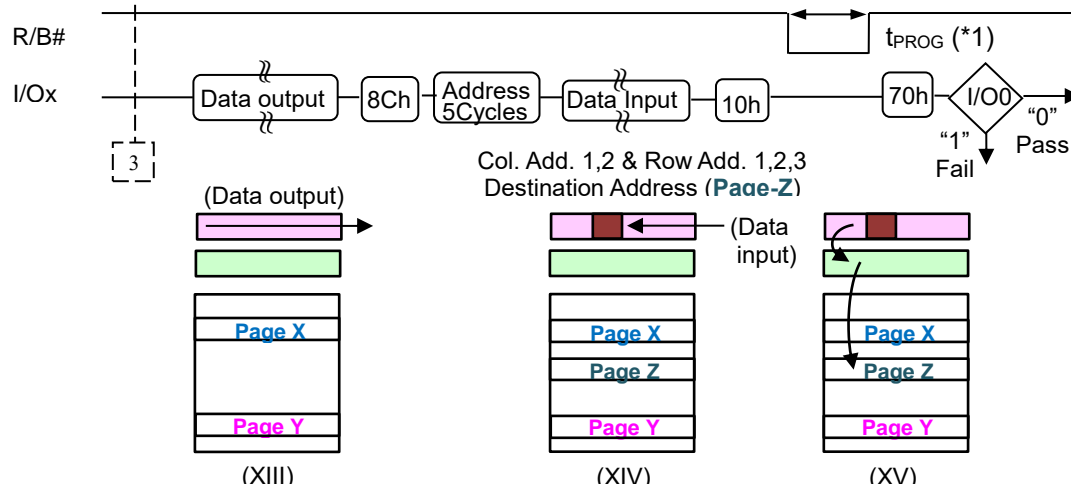 R/B#
tPROG (*1)
I/Ox
Data output
8Ch
Address
5Cycles
Data Input
10h
70h
I/O0
“0”
Pass
“1”
Fail
3
Col. Add. 1,2 & Row Add. 1,2,3
Destination Address (Page-Z)
(Data output)
(Data
input)
Page X
Page Y
(XIII)
Page X
Page Z
Page Y
(XIV)
Page X
Page Z
Page Y
(XV)